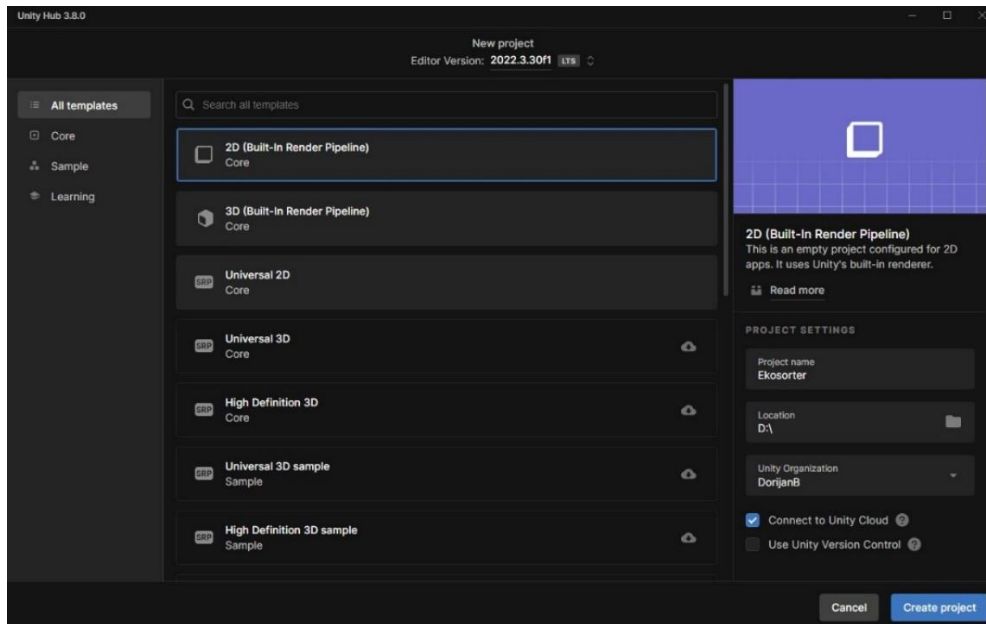 Unity Hub 3.8.0
New project
Editor Version: 2022.3.30f1 LTS
All templates
Core
Sample
Learning
Search all templates
2D (Built-In Render Pipeline)
Core
3D (Built-In Render Pipeline)
Core
SRP
Universal 2D
Core
SRP
Universal 3D
Core
SRP
High Definition 3D
Core
SRP
Universal 3D sample
Sample
SRP
High Definition 3D sample
Sample
2D (Built-In Render Pipeline)
This is an empty project configured for 2D
apps. It uses Unity's built-in renderer.
Read more
PROJECT SETTINGS
Project name
Ekosorter
Location
D:\
Unity Organization
DorijanB
Connect to Unity Cloud ?
Use Unity Version Control ?
Cancel
Create project